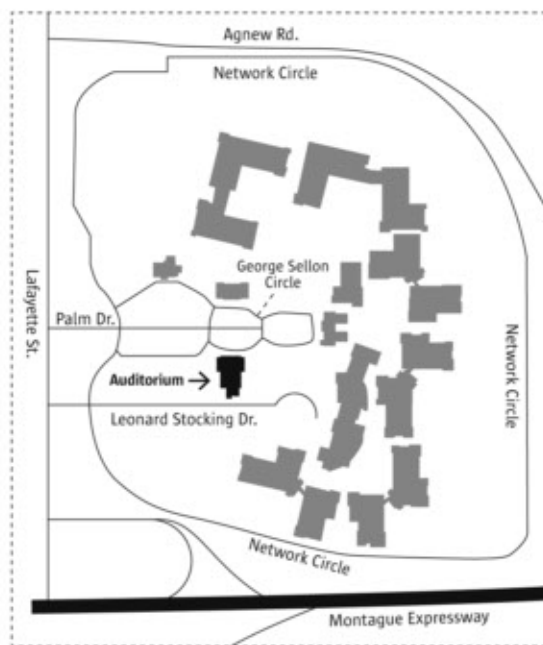 Agnew Rd.
Network Circle
George Sellon
Circle
Lafayette St.
Palm Dr.
Network Circle
Auditorium
Leonard Stocking Dr.
Network Circle
Montague Expressway